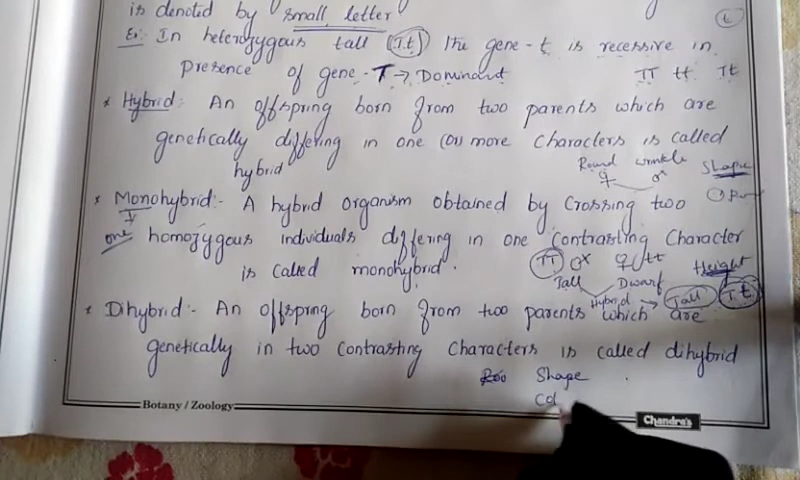 is denoted by small letter
Ex:- In heterozygous tall (T.t) the gene-t is recessive in
Presence of gene - T → Dominant TT tt Tt
* Hybrid:- An offspring born from two parents which are
genetically differing in one (or) more characters is called
hybrid
Round wrinkle Shape
♀ ♂
* Monohybrid:- A hybrid organism obtained by crossing two
one homozygous individuals differing in one contrasting character
is called monohybrid.
TT ♂ x ♀ tt Height
Tall Dwarf
Hybrid → Tall T.t
* Dihybrid:- An offspring born from two parents which are
genetically in two contrasting characters is called dihybrid
Shape
Col
Botany / Zoology
Chandra's